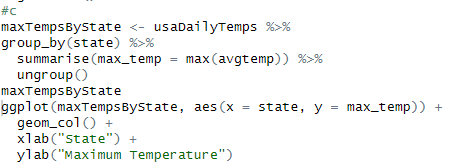 #c
maxTempsByState <- usaDailyTemps %>%
group_by(state) %>%
  summarise(max_temp = max(avgtemp)) %>%
  ungroup()
maxTempsByState
ggplot(maxTempsByState, aes(x = state, y = max_temp)) +
  geom_col() +
  xlab("State") +
  ylab("Maximum Temperature")